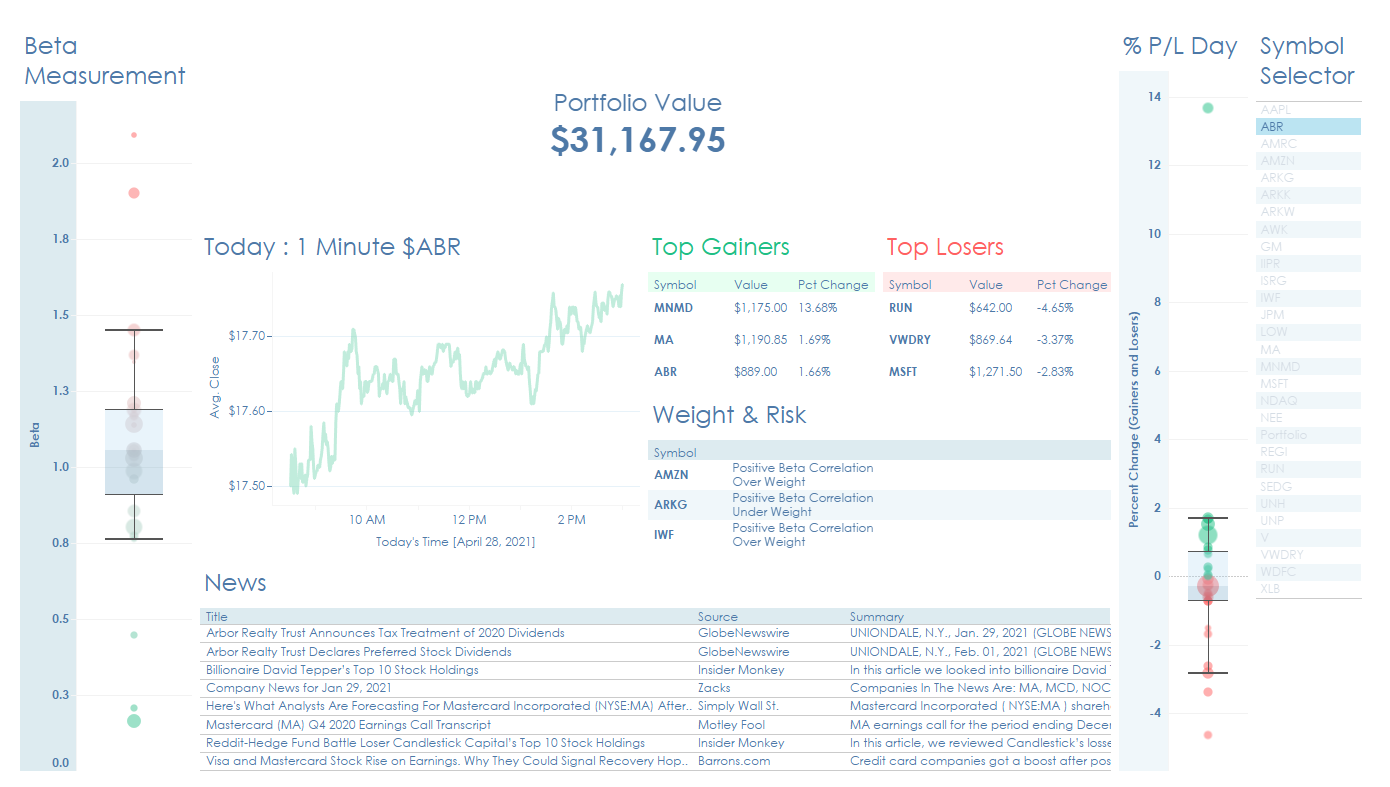 Beta
Measurement
2.0
1.8
1.5
1.3
1.0
0.8
0.5
0.3
0.0
Beta
Portfolio Value
$31,167.95
Today : 1 Minute $ABR
$17.70
$17.60
$17.50
Avg. Close
10 AM 12 PM 2 PM
Today's Time [April 28, 2021]
Top Gainers
Symbol Value Pct Change
MNMD $1,175.00 13.68%
MA $1,190.85 1.69%
ABR $889.00 1.66%
Top Losers
Symbol Value Pct Change
RUN $642.00 -4.65%
VWDRY $869.64 -3.37%
MSFT $1,271.50 -2.83%
Weight & Risk
Symbol
AMZN Positive Beta Correlation
Over Weight
ARKG Positive Beta Correlation
Under Weight
IWF Positive Beta Correlation
Over Weight
News
Title Source Summary
Arbor Realty Trust Announces Tax Treatment of 2020 Dividends GlobeNewswire UNIONDALE, N.Y., Jan. 29, 2021 (GLOBE NEWS
Arbor Realty Trust Declares Preferred Stock Dividends GlobeNewswire UNIONDALE, N.Y., Feb. 01, 2021 (GLOBE NEWS
Billionaire David Tepper's Top 10 Stock Holdings Insider Monkey In this article we looked into billionaire David
Company News for Jan 29, 2021 Zacks Companies In The News Are: MA, MCD, NOC
Here's What Analysts Are Forecasting For Mastercard Incorporated (NYSE:MA) After.. Simply Wall St. Mastercard Incorporated ( NYSE:MA ) shareh
Mastercard (MA) Q4 2020 Earnings Call Transcript Motley Fool MA earnings call for the period ending Decem
Reddit-Hedge Fund Battle Loser Candlestick Capital's Top 10 Stock Holdings Insider Monkey In this article, we reviewed Candlestick's losse
Visa and Mastercard Stock Rise on Earnings. Why They Could Signal Recovery Hop.. Barrons.com Credit card companies got a boost after pos
% P/L Day
14
12
10
8
6
4
2
0
-2
-4
Percent Change (Gainers and Losers)
Symbol
Selector
AAPL
ABR
AMRC
AMZN
ARKG
ARKK
ARKW
AWK
GM
IIPR
ISRG
IWF
JPM
LOW
MA
MNMD
MSFT
NDAQ
NEE
Portfolio
REGI
RUN
SEDG
UNH
UNP
V
VWDRY
WDFC
XLB